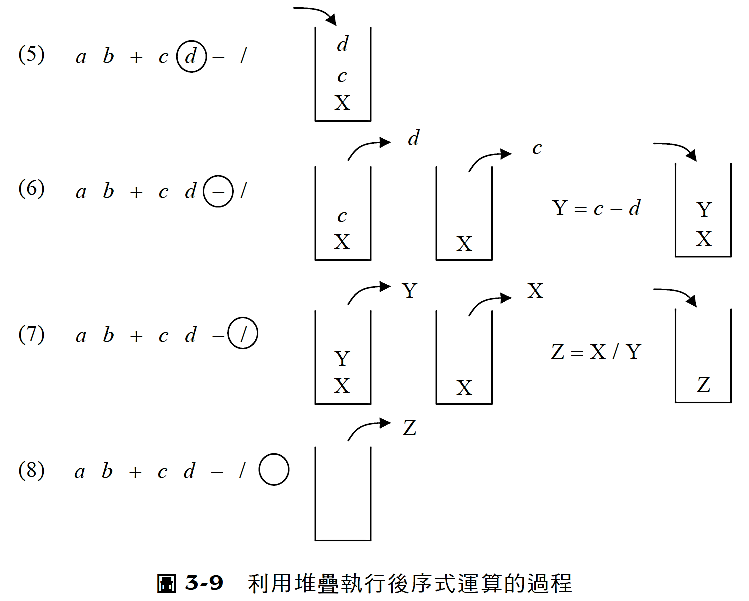 (5) a b + c d – /
d
c
X
(6) a b + c d – /
d
c
c
X
X
Y = c – d
Y
X
(7) a b + c d – /
Y
X
Y
X
X
Z = X / Y
Z
(8) a b + c d – /
Z
圖 3-9 利用堆疊執行後序式運算的過程